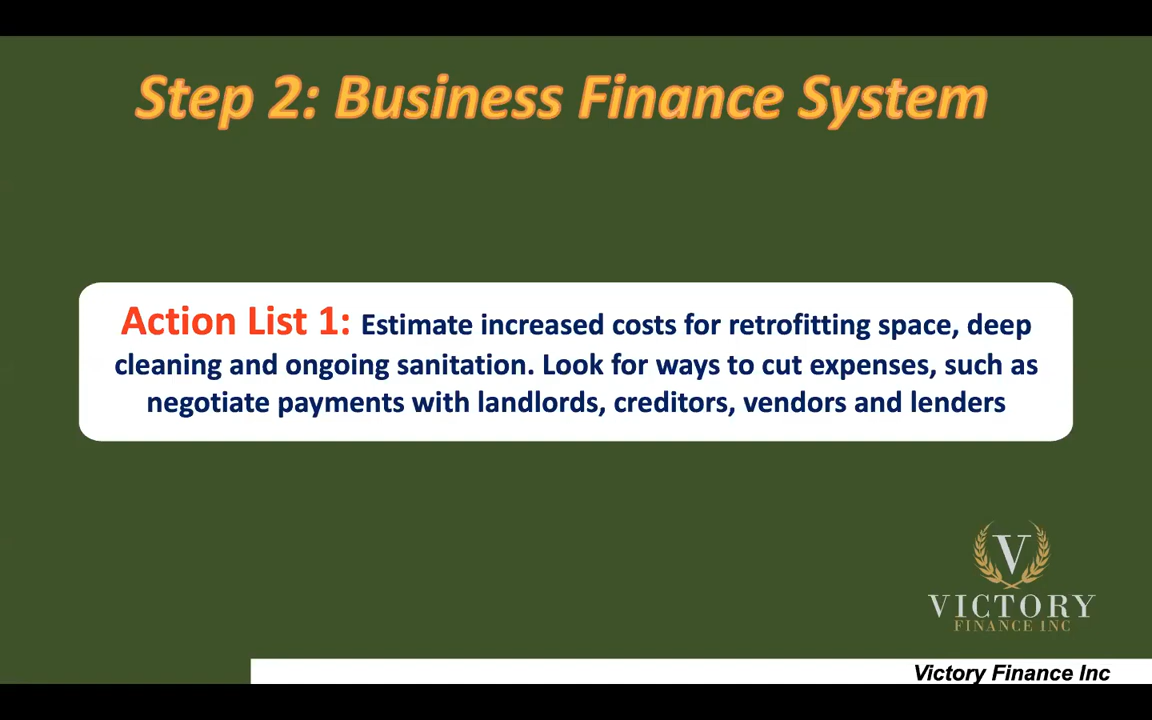 Step 2: Business Finance System
Action List 1: Estimate increased costs for retrofitting space, deep
cleaning and ongoing sanitation. Look for ways to cut expenses, such as
negotiate payments with landlords, creditors, vendors and lenders
V
VICTORY
FINANCE INC
Victory Finance Inc